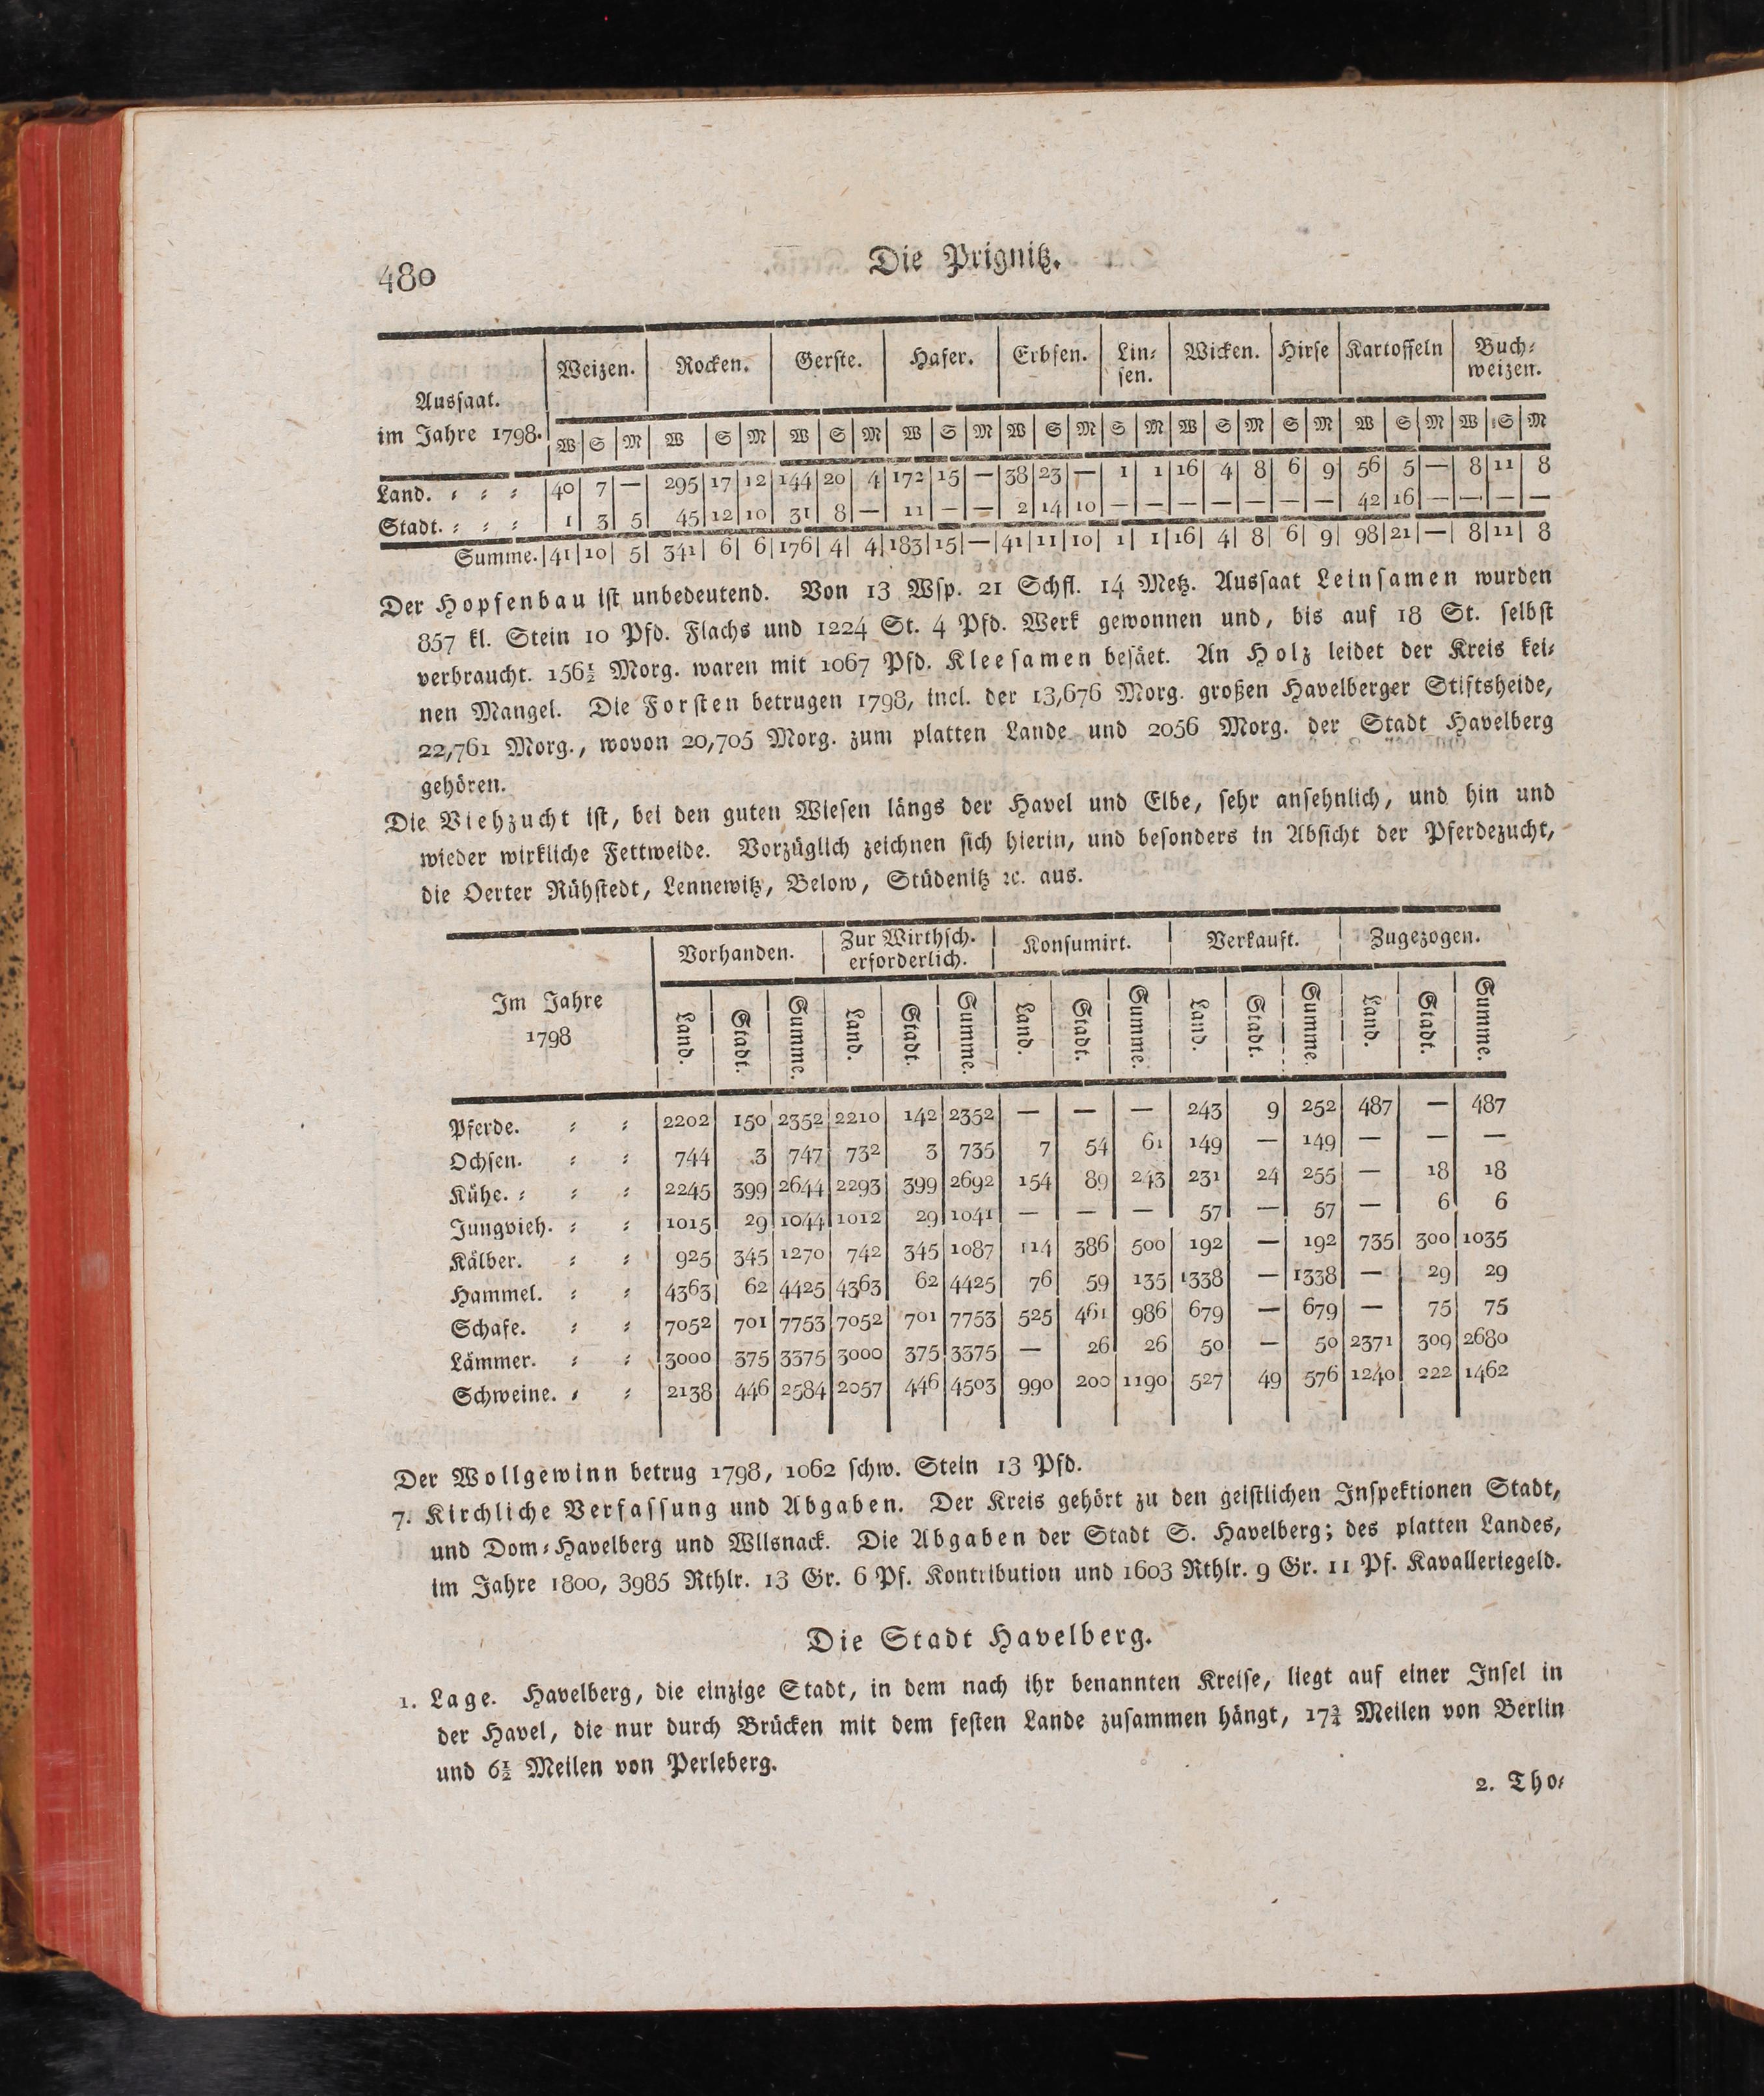 480
Die Prignitz.
Aussaat. im Jahre 1798. | Weizen. | Rocken. | Gerste. | Hafer. | Erbsen. | Lin⸗sen. | Wicken. | Hirse | Kartoffeln | Buch⸗weizen.
W | S | M | W | S | M | W | S | M | W | S | M | W | S | M | S | M | W | S | M | S | M | W | S | M | W | S | M
Land. ⸗ ⸗ ⸗ | 40 | 7 | — | 295 | 17 | 12 | 144 | 20 | 4 | 172 | 15 | — | 38 | 23 | — | 1 | 1 | 16 | 4 | 8 | 6 | 9 | 56 | 5 | — | 8 | 11 | 8
Stadt. ⸗ ⸗ ⸗ | 1 | 3 | 5 | 45 | 12 | 10 | 31 | 8 | — | 11 | — | — | 2 | 14 | 10 | — | — | — | — | — | — | — | 42 | 16 | — | — | — | —
Summe. | 41 | 10 | 5 | 341 | 6 | 6 | 176 | 4 | 4 | 183 | 15 | — | 41 | 11 | 10 | 1 | 1 | 16 | 4 | 8 | 6 | 9 | 98 | 21 | — | 8 | 11 | 8
Der Hopfenbau ist unbedeutend. Von 13 Wsp. 21 Schfl. 14 Metz. Aussaat Leinsamen wurden
857 kl. Stein 10 Pfd. Flachs und 1224 St. 4 Pfd. Werk gewonnen und, bis auf 18 St. selbst
verbraucht. 156½ Morg. waren mit 1067 Pfd. Kleesamen besäet. An Holz leidet der Kreis kei⸗
nen Mangel. Die Forsten betrugen 1798, incl. der 13,676 Morg. großen Havelberger Stiftsheide,
22,761 Morg., wovon 20,705 Morg. zum platten Lande und 2056 Morg. der Stadt Havelberg
gehören.
Die Viehzucht ist, bei den guten Wiesen längs der Havel und Elbe, sehr ansehnlich, und hin und
wieder wirkliche Fettweide. Vorzüglich zeichnen sich hierin, und besonders in Absicht der Pferdezucht,
die Oerter Rühstedt, Lennewitz, Below, Stüdenitz ꝛc. aus.
Im Jahre 1798 | Vorhanden. | Zur Wirthsch. erforderlich. | Konsumirt. | Verkauft. | Zugezogen.
Land. | Stadt. | Summe. | Land. | Stadt. | Summe. | Land. | Stadt. | Summe. | Land. | Stadt. | Summe. | Land. | Stadt. | Summe.
Pferde. ⸗ ⸗ | 2202 | 150 | 2352 | 2210 | 142 | 2352 | — | — | — | 243 | 9 | 252 | 487 | — | 487
Ochsen. ⸗ ⸗ | 744 | 3 | 747 | 732 | 3 | 735 | 7 | 54 | 61 | 149 | — | 149 | — | — | —
Kühe. ⸗ ⸗ ⸗ | 2245 | 399 | 2644 | 2293 | 399 | 2692 | 154 | 89 | 243 | 231 | 24 | 255 | — | 18 | 18
Jungvieh. ⸗ ⸗ | 1015 | 29 | 1044 | 1012 | 29 | 1041 | — | — | — | 57 | — | 57 | — | 6 | 6
Kälber. ⸗ ⸗ | 925 | 345 | 1270 | 742 | 345 | 1087 | 114 | 386 | 500 | 192 | — | 192 | 735 | 300 | 1035
Hammel. ⸗ ⸗ | 4363 | 62 | 4425 | 4363 | 62 | 4425 | 76 | 59 | 135 | 1338 | — | 1338 | — | 29 | 29
Schafe. ⸗ ⸗ | 7052 | 701 | 7753 | 7052 | 701 | 7753 | 525 | 461 | 986 | 679 | — | 679 | — | 75 | 75
Lämmer. ⸗ ⸗ | 3000 | 375 | 3375 | 3000 | 375 | 3375 | — | 26 | 26 | 50 | — | 50 | 2371 | 309 | 2680
Schweine. ⸗ ⸗ | 2138 | 446 | 2584 | 2057 | 446 | 4503 | 990 | 200 | 1190 | 527 | 49 | 576 | 1240 | 222 | 1462
Der Wollgewinn betrug 1798, 1062 schw. Stein 13 Pfd.
7. Kirchliche Verfassung und Abgaben. Der Kreis gehört zu den geistlichen Inspektionen Stadt,
und Dom⸗Havelberg und Wllsnack. Die Abgaben der Stadt S. Havelberg; des platten Landes,
im Jahre 1800, 3985 Rthlr. 13 Gr. 6 Pf. Kontribution und 1603 Rthlr. 9 Gr. 11 Pf. Kavalleriegeld.
Die Stadt Havelberg.
1. Lage. Havelberg, die einzige Stadt, in dem nach ihr benannten Kreise, liegt auf einer Insel in
der Havel, die nur durch Brücken mit dem festen Lande zusammen hängt, 17¾ Meilen von Berlin
und 6½ Meilen von Perleberg.
2. Tho⸗